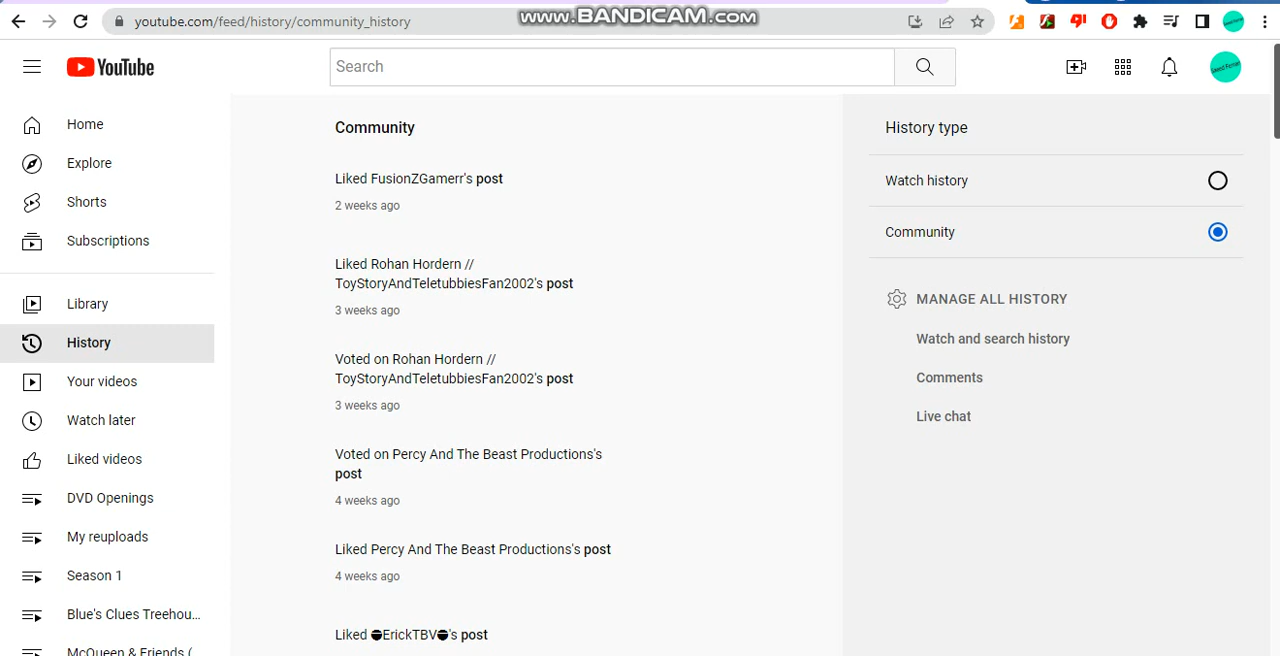 youtube.com/feed/history/community_history
www.BANDICAM.com
YouTube
Search
Home
Explore
Shorts
Subscriptions
Library
History
Your videos
Watch later
Liked videos
DVD Openings
My reuploads
Season 1
Blue's Clues Treehou...
McQueen & Friends (
Community
Liked FusionZGamerr's post
2 weeks ago
Liked Rohan Hordern //
ToyStoryAndTeletubbiesFan2002's post
3 weeks ago
Voted on Rohan Hordern //
ToyStoryAndTeletubbiesFan2002's post
3 weeks ago
Voted on Percy And The Beast Productions's
post
4 weeks ago
Liked Percy And The Beast Productions's post
4 weeks ago
Liked ⛔ErickTBV⛔'s post
History type
Watch history
Community
MANAGE ALL HISTORY
Watch and search history
Comments
Live chat